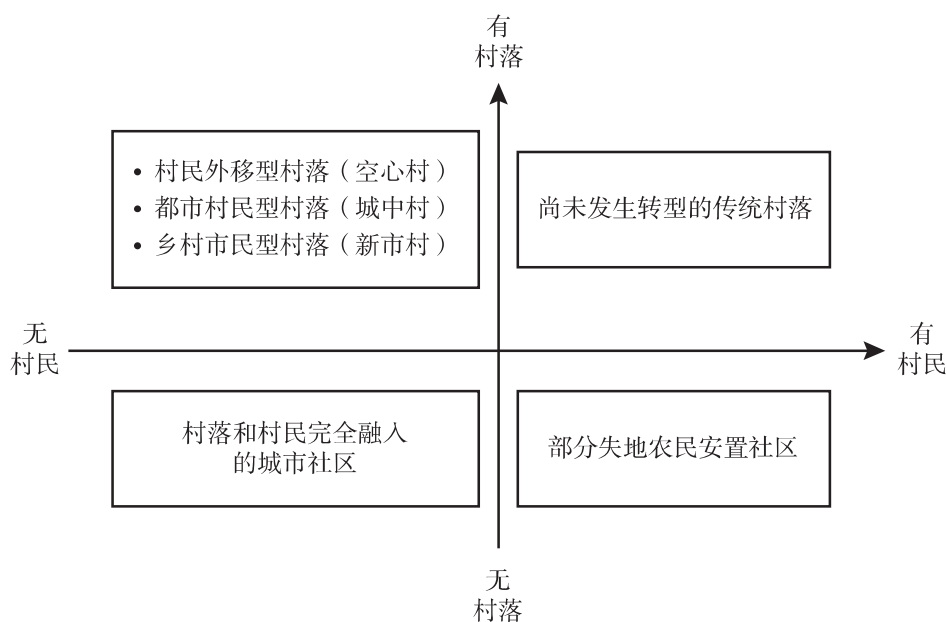 有
村落
• 村民外移型村落（空心村）
• 都市村民型村落（城中村）
• 乡村市民型村落（新市村）
尚未发生转型的传统村落
无
村民
有
村民
村落和村民完全融入
的城市社区
部分失地农民安置社区
无
村落